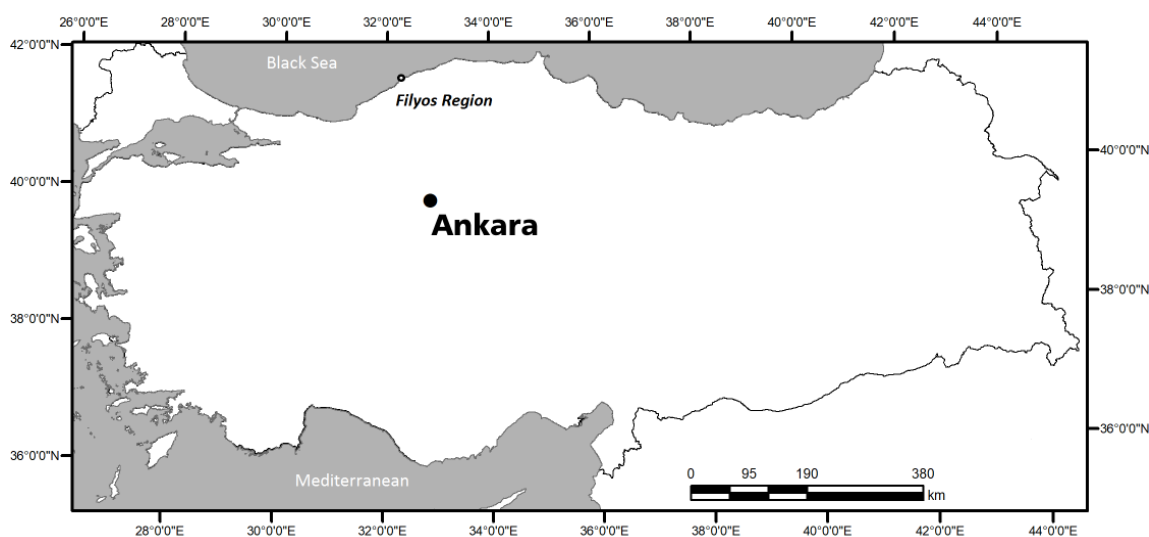 26°0'0"E 28°0'0"E 30°0'0"E 32°0'0"E 34°0'0"E 36°0'0"E 38°0'0"E 40°0'0"E 42°0'0"E 44°0'0"E
42°0'0"N
Black Sea
Filyos Region
40°0'0"N
40°0'0"N
Ankara
38°0'0"N
38°0'0"N
36°0'0"N
36°0'0"N
Mediterranean
0 95 190 380
km
28°0'0"E 30°0'0"E 32°0'0"E 34°0'0"E 36°0'0"E 38°0'0"E 40°0'0"E 42°0'0"E 44°0'0"E